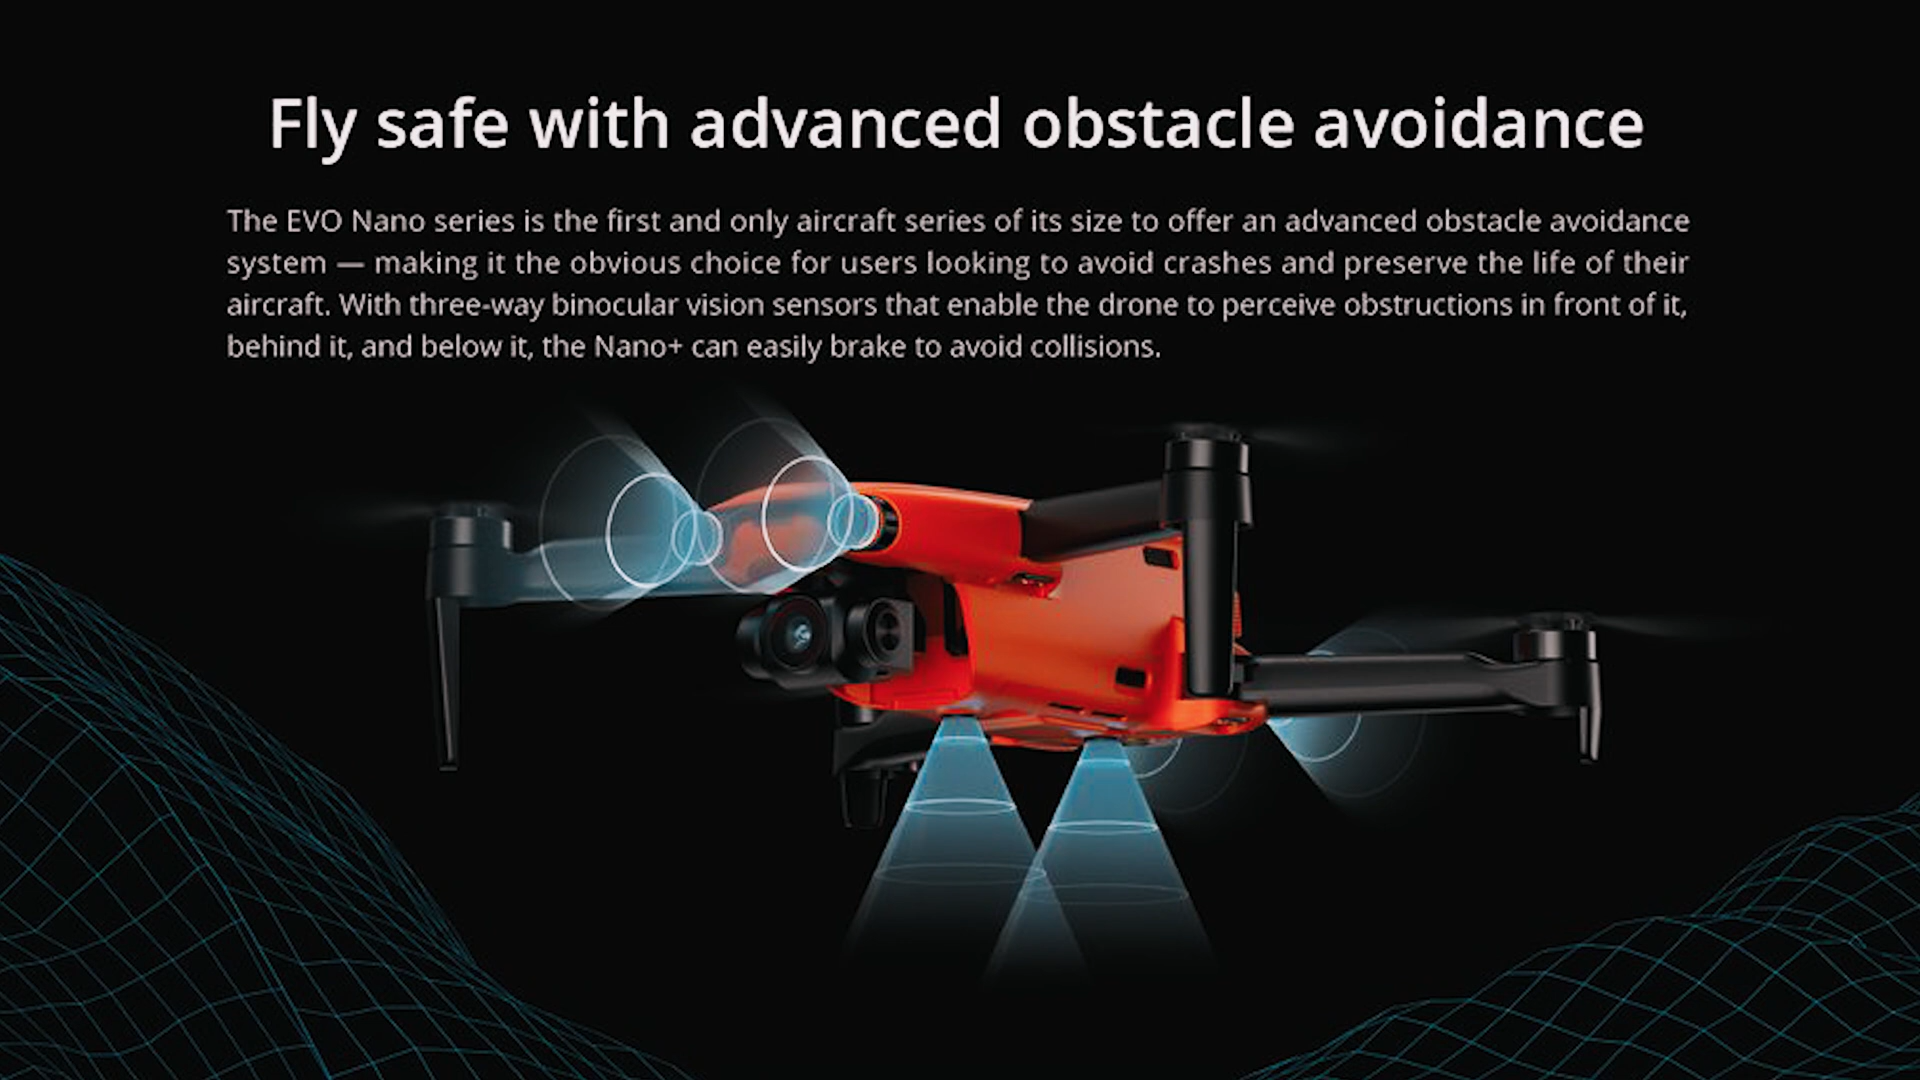 Fly safe with advanced obstacle avoidance
The EVO Nano series is the first and only aircraft series of its size to offer an advanced obstacle avoidance
system — making it the obvious choice for users looking to avoid crashes and preserve the life of their
aircraft. With three-way binocular vision sensors that enable the drone to perceive obstructions in front of it,
behind it, and below it, the Nano+ can easily brake to avoid collisions.